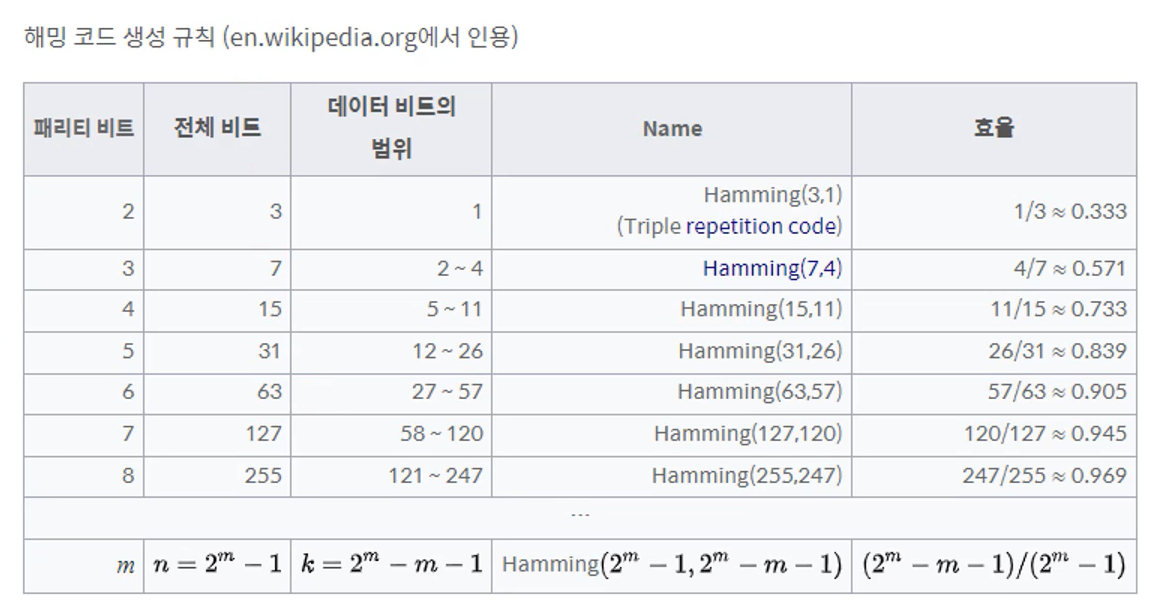 해밍 코드 생성 규칙 (en.wikipedia.org에서 인용)
패리티 비트 전체 비트 데이터 비트의 범위 Name 효율
2 3 1 Hamming(3,1) (Triple repetition code) 1/3 ≈ 0.333
3 7 2 ~ 4 Hamming(7,4) 4/7 ≈ 0.571
4 15 5 ~ 11 Hamming(15,11) 11/15 ≈ 0.733
5 31 12 ~ 26 Hamming(31,26) 26/31 ≈ 0.839
6 63 27 ~ 57 Hamming(63,57) 57/63 ≈ 0.905
7 127 58 ~ 120 Hamming(127,120) 120/127 ≈ 0.945
8 255 121 ~ 247 Hamming(255,247) 247/255 ≈ 0.969
...
m n = 2^m − 1 k = 2^m − m − 1 Hamming(2^m − 1, 2^m − m − 1) (2^m − m − 1)/(2^m − 1)